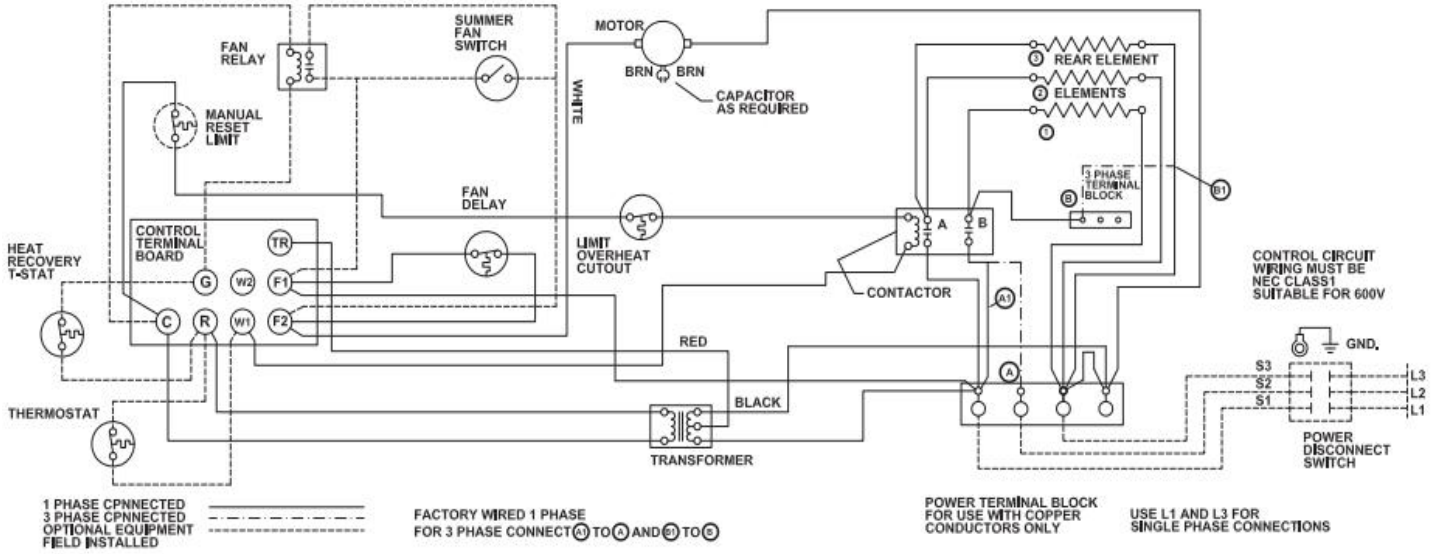 FAN
RELAY
SUMMER
FAN
SWITCH
MOTOR
BRN BRN
CAPACITOR
AS REQUIRED
WHITE
3 REAR ELEMENT
2 ELEMENTS
1
MANUAL
RESET
LIMIT
3 PHASE
TERMINAL
BLOCK
B
B1
FAN
DELAY
LIMIT
OVERHEAT
CUTOUT
A B
CONTACTOR
A1
A
CONTROL
TERMINAL
BOARD
TR
G W2 F1
C R W1 F2
HEAT
RECOVERY
T-STAT
THERMOSTAT
RED
BLACK
TRANSFORMER
CONTROL CIRCUIT
WIRING MUST BE
NEC CLASS1
SUITABLE FOR 600V
GND.
S3 L3
S2 L2
S1 L1
POWER
DISCONNECT
SWITCH
1 PHASE CPNNECTED
3 PHASE CPNNECTED
OPTIONAL EQUIPMENT
FIELD INSTALLED
FACTORY WIRED 1 PHASE
FOR 3 PHASE CONNECT A1 TO A AND B1 TO B
POWER TERMINAL BLOCK
FOR USE WITH COPPER
CONDUCTORS ONLY
USE L1 AND L3 FOR
SINGLE PHASE CONNECTIONS